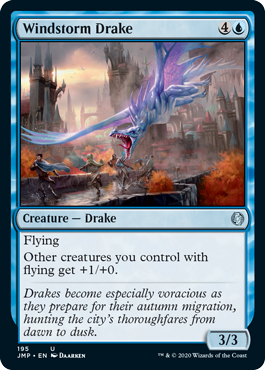 Windstorm Drake 4
Creature — Drake
Flying
Other creatures you control with
flying get +1/+0.
Drakes become especially voracious as
they prepare for their autumn migration,
hunting the city's thoroughfares from
dawn to dusk.
3/3
195 U
JMP • EN DAARKEN
™ & © 2020 Wizards of the Coast